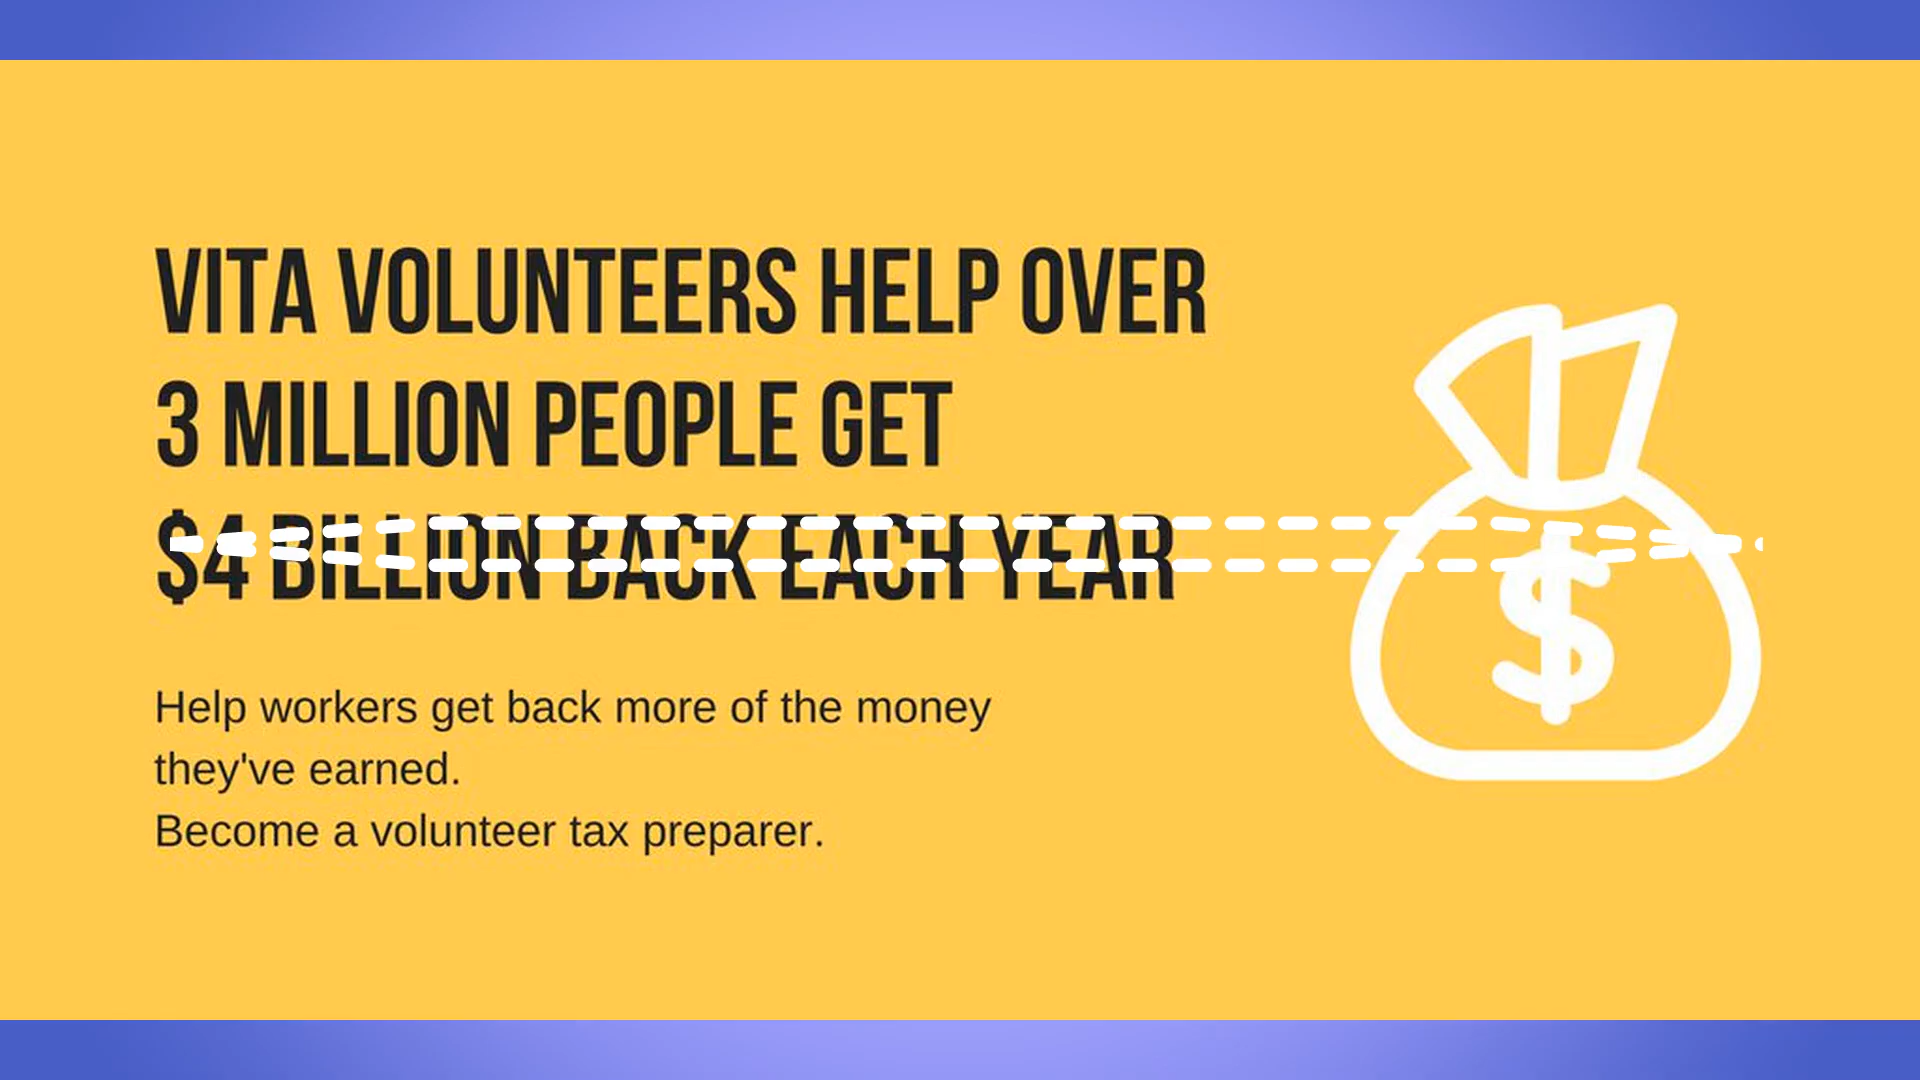 VITA VOLUNTEERS HELP OVER
3 MILLION PEOPLE GET
$4 BILLION BACK EACH YEAR
Help workers get back more of the money
they've earned.
Become a volunteer tax preparer.
$